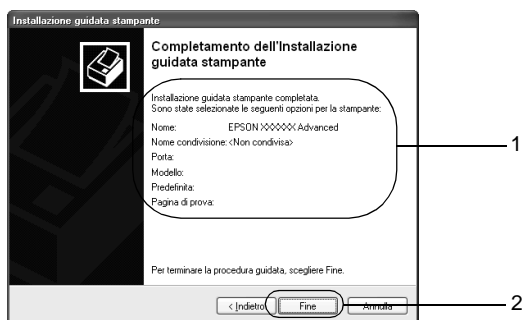 Installazione guidata stampante
Completamento dell'Installazione
guidata stampante
Installazione guidata stampante completata.
Sono state selezionate le seguenti opzioni per la stampante:
Nome: EPSON XXXXXX Advanced
Nome condivisione: <Non condivisa>
Porta:
Modello:
Predefinita:
Pagina di prova:
1
Per terminare la procedura guidata, scegliere Fine.
< Indietro
Fine
Annulla
2